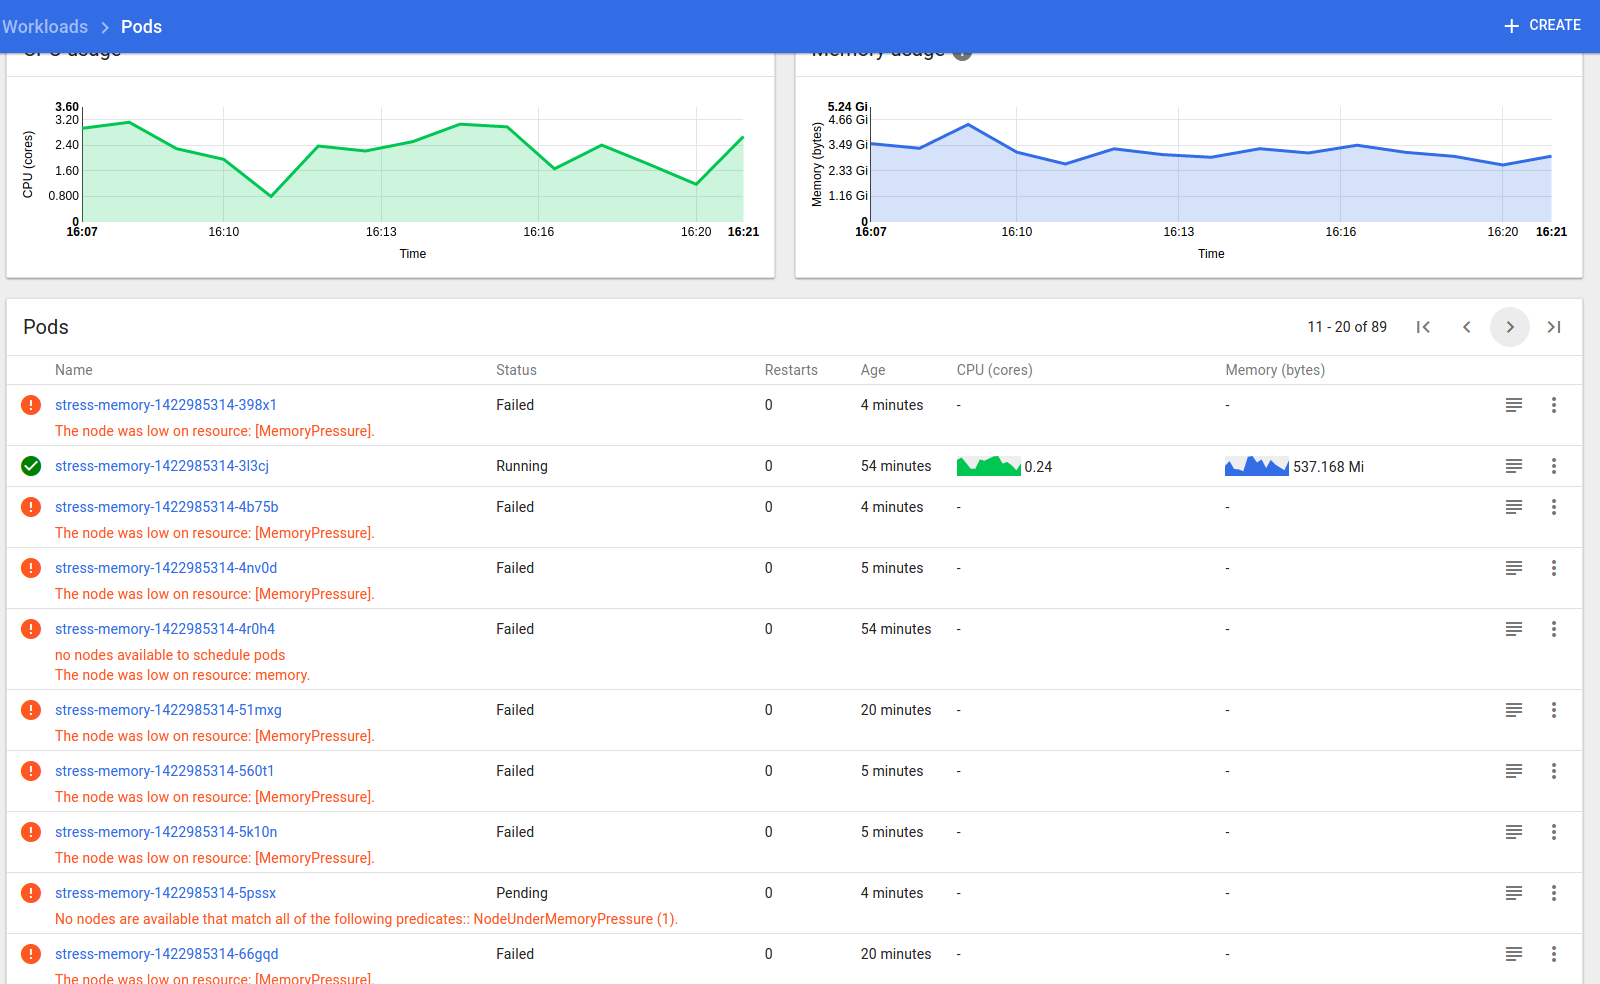 Workloads > Pods
+ CREATE
CPU usage
Memory usage
3.60
3.20
2.40
1.60
0.800
0
CPU (cores)
16:07
16:10
16:13
16:16
16:20
16:21
Time
5.24 Gi
4.66 Gi
3.49 Gi
2.33 Gi
1.16 Gi
0
Memory (bytes)
16:07
16:10
16:13
16:16
16:20
16:21
Time
Pods
11 - 20 of 89
Name Status Restarts Age CPU (cores) Memory (bytes)
stress-memory-1422985314-398x1 Failed 0 4 minutes - -
The node was low on resource: [MemoryPressure].
stress-memory-1422985314-3l3cj Running 0 54 minutes 0.24 537.168 Mi
stress-memory-1422985314-4b75b Failed 0 4 minutes - -
The node was low on resource: [MemoryPressure].
stress-memory-1422985314-4nv0d Failed 0 5 minutes - -
The node was low on resource: [MemoryPressure].
stress-memory-1422985314-4r0h4 Failed 0 54 minutes - -
no nodes available to schedule pods
The node was low on resource: memory.
stress-memory-1422985314-51mxg Failed 0 20 minutes - -
The node was low on resource: [MemoryPressure].
stress-memory-1422985314-560t1 Failed 0 5 minutes - -
The node was low on resource: [MemoryPressure].
stress-memory-1422985314-5k10n Failed 0 5 minutes - -
The node was low on resource: [MemoryPressure].
stress-memory-1422985314-5pssx Pending 0 4 minutes - -
No nodes are available that match all of the following predicates:: NodeUnderMemoryPressure (1).
stress-memory-1422985314-66gqd Failed 0 20 minutes - -
The node was low on resource: [MemoryPressure].